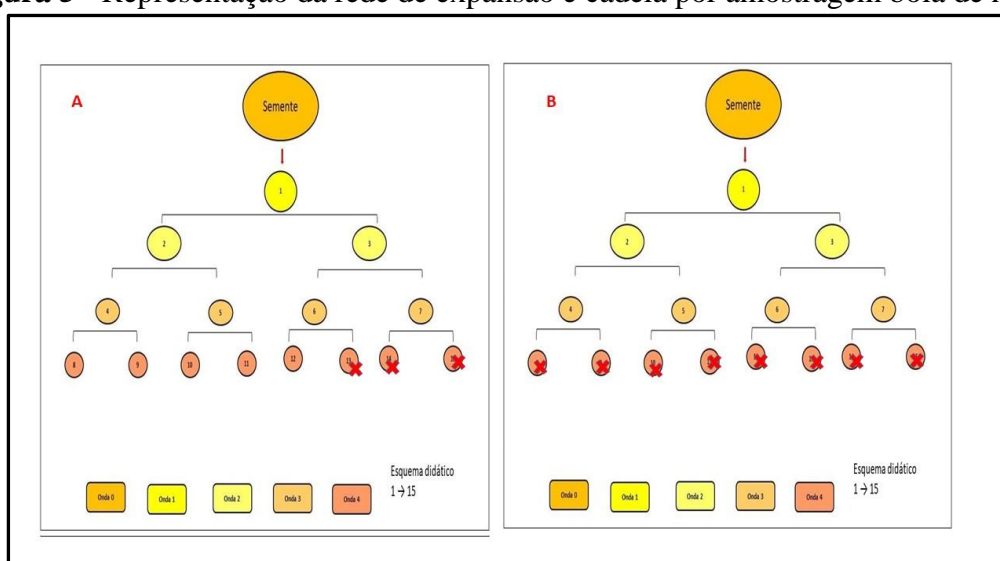 Representação da rede de expansão e cadeia por amostragem
A
Semente
1
2
3
4
5
6
7
8
9
10
11
12
Esquema didático
1 → 15
Onda 0
Onda 1
Onda 2
Onda 3
Onda 4
B
Semente
1
2
3
4
5
6
7
Esquema didático
1 → 15
Onda 0
Onda 1
Onda 2
Onda 3
Onda 4